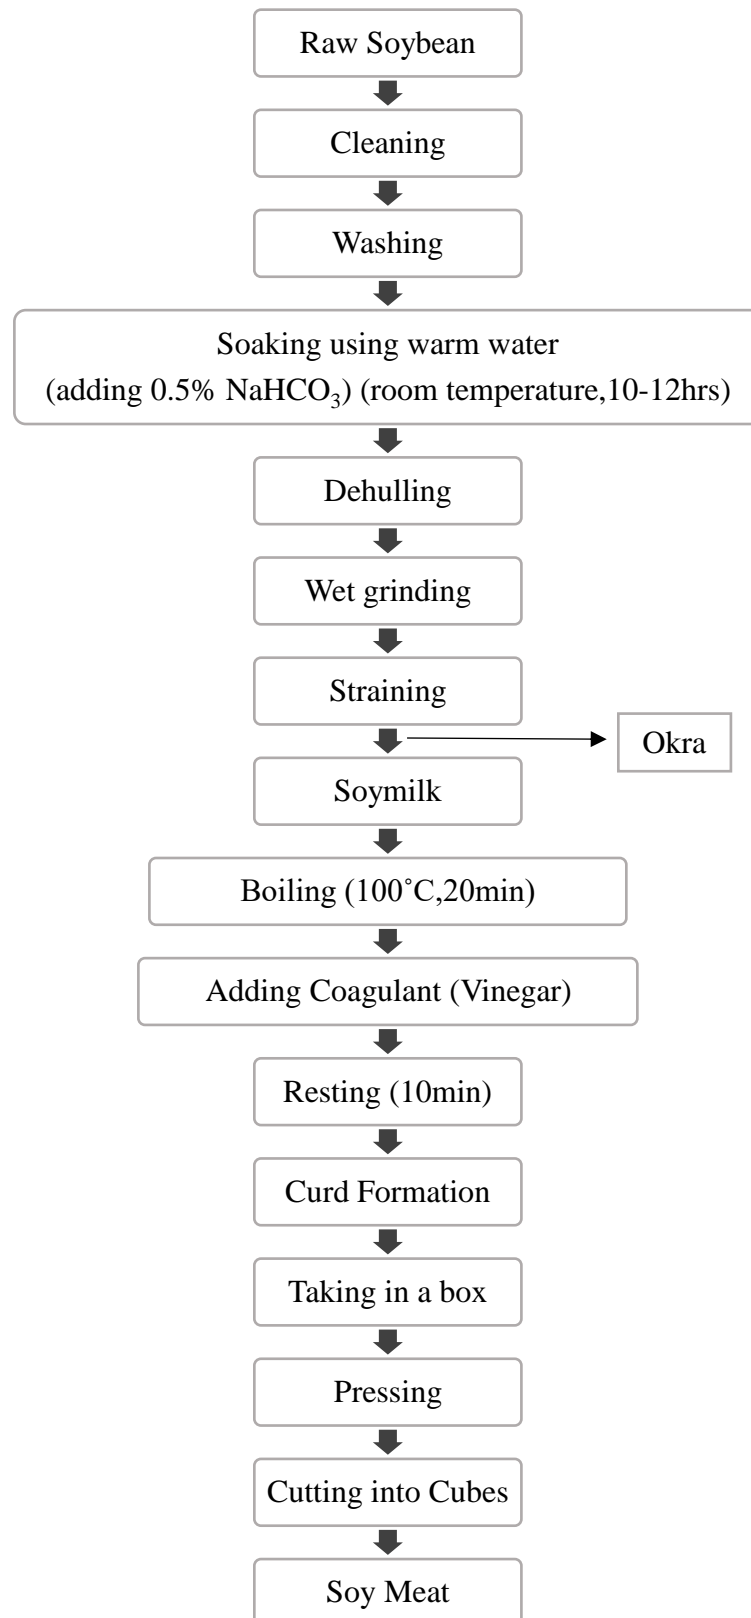 Raw Soybean
Cleaning
Washing
Soaking using warm water
(adding 0.5% NaHCO₃) (room temperature,10-12hrs)
Dehulling
Wet grinding
Straining
Okra
Soymilk
Boiling (100˚C,20min)
Adding Coagulant (Vinegar)
Resting (10min)
Curd Formation
Taking in a box
Pressing
Cutting into Cubes
Soy Meat